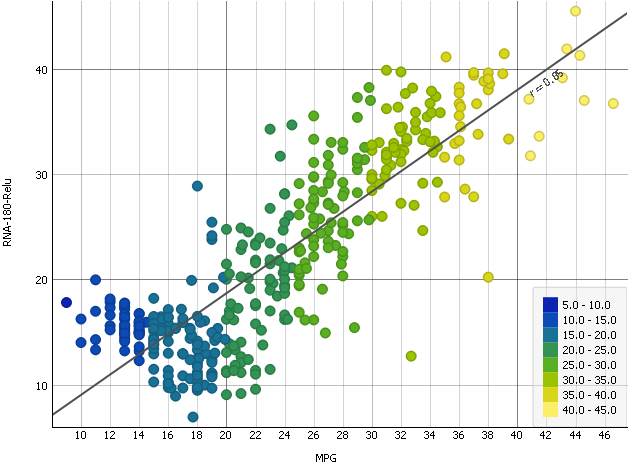 40
30
20
10
RNA-180-Relu
r = 0.85
5.0 - 10.0
10.0 - 15.0
15.0 - 20.0
20.0 - 25.0
25.0 - 30.0
30.0 - 35.0
35.0 - 40.0
40.0 - 45.0
10 12 14 16 18 20 22 24 26 28 30 32 34 36 38 40 42 44 46
MPG